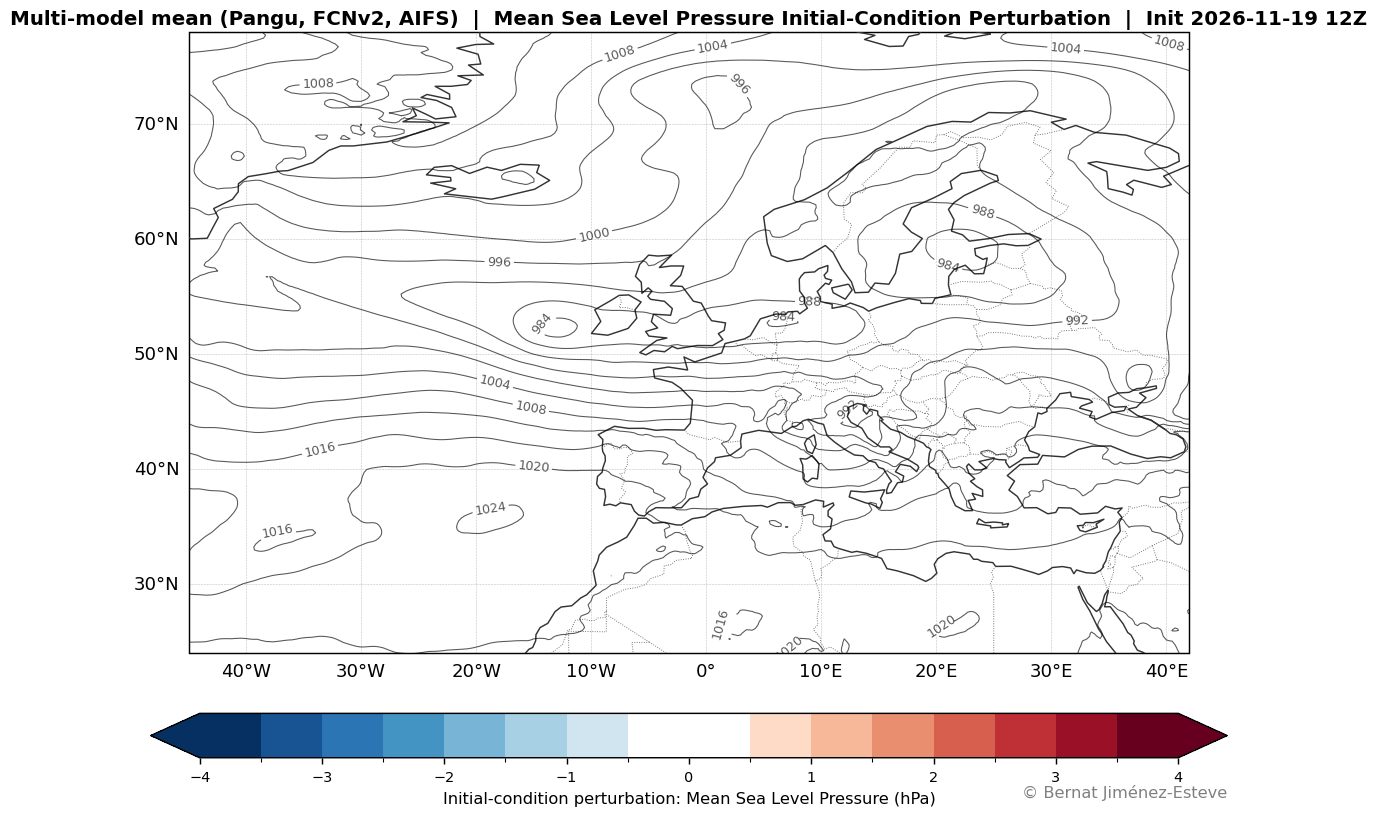 Multi-model mean (Pangu, FCNv2, AIFS) | Mean Sea Level Pressure Initial-Condition Perturbation | Init 2026-11-19 12Z
1008 1004 1004 1008
1008 996
70°N
988
60°N 1000
996 984
984 988
984 992
50°N
1004
1008 992
1016
40°N 1020
1024
1016
30°N
1016 1020
1020
40°W 30°W 20°W 10°W 0° 10°E 20°E 30°E 40°E
−4 −3 −2 −1 0 1 2 3 4
Initial-condition perturbation: Mean Sea Level Pressure (hPa)
© Bernat Jiménez-Esteve